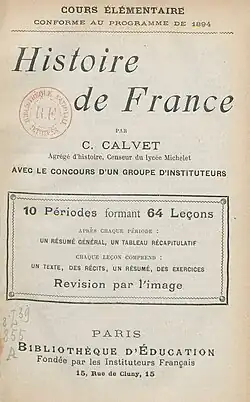 COURS ÉLÉMENTAIRE
CONFORME AU PROGRAMME DE 1894
Histoire
de France
PAR
C. CALVET
Agrégé d'histoire, Censeur du lycée Michelet
AVEC LE CONCOURS D'UN GROUPE D'INSTITUTEURS
10 Périodes formant 64 Leçons
APRÈS CHAQUE PÉRIODE :
UN RÉSUMÉ GÉNÉRAL, UN TABLEAU RÉCAPITULATIF
CHAQUE LEÇON COMPREND :
UN TEXTE, DES RÉCITS, UN RÉSUMÉ, DES EXERCICES
Revision par l'image
PARIS
BIBLIOTHÈQUE D'ÉDUCATION
Fondée par les Instituteurs Français
15, Rue de Cluny, 15